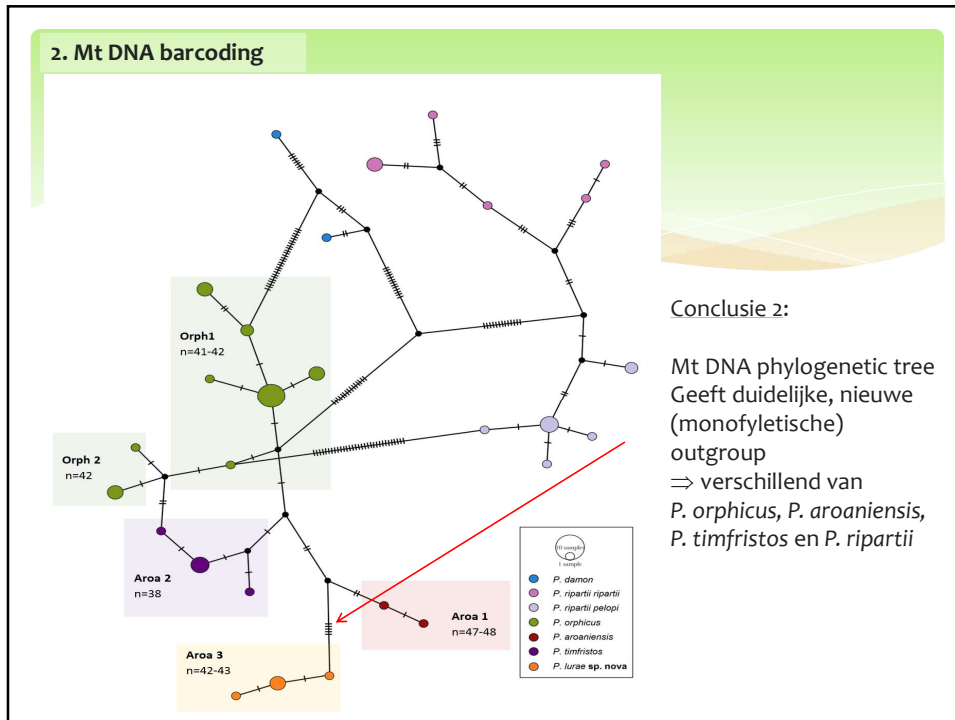 2. Mt DNA barcoding
Orph1
n=41-42
Orph 2
n=42
Aroa 2
n=38
Aroa 1
n=47-48
Aroa 3
n=42-43
10 samples
1 sample
P. damon
P. ripartii ripartii
P. ripartii pelopi
P. orphicus
P. aroaniensis
P. timfristos
P. lurae sp. nova
Conclusie 2:
Mt DNA phylogenetic tree
Geeft duidelijke, nieuwe
(monofyletische)
outgroup
⇒ verschillend van
P. orphicus, P. aroaniensis,
P. timfristos en P. ripartii